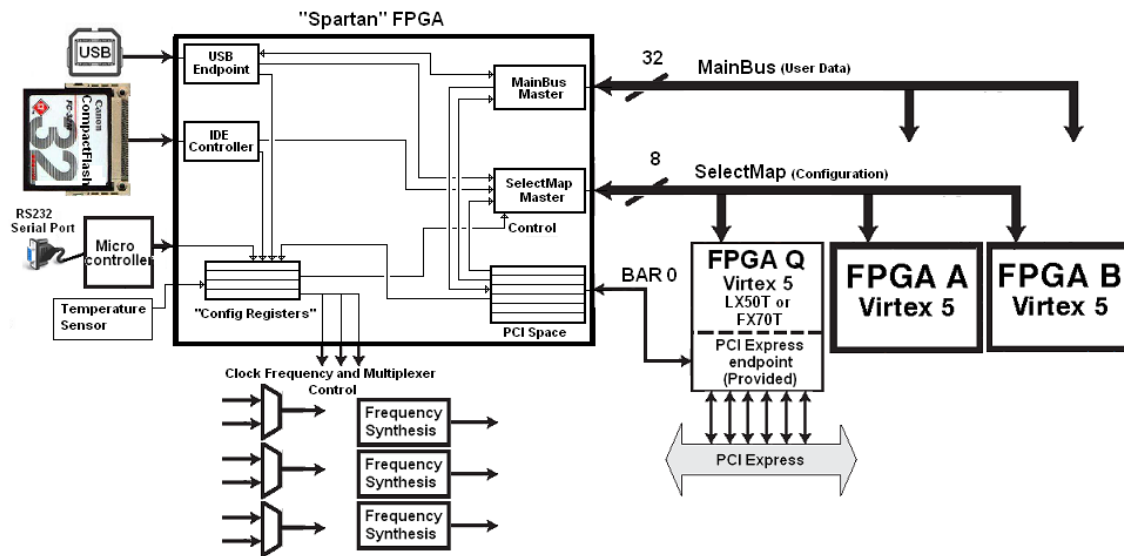 "Spartan" FPGA
USB
USB
Endpoint
MainBus
Master
32
MainBus (User Data)
Canon
CompactFlash
32
IDE
Controller
SelectMap
Master
8
SelectMap (Configuration)
RS232
Serial Port
Micro
controller
Control
Temperature
Sensor
"Config Registers"
PCI Space
BAR 0
FPGA Q
Virtex 5
LX50T or
FX70T
PCI Express
endpoint
(Provided)
FPGA A
Virtex 5
FPGA B
Virtex 5
Clock Frequency and Multiplexer
Control
Frequency
Synthesis
Frequency
Synthesis
Frequency
Synthesis
PCI Express